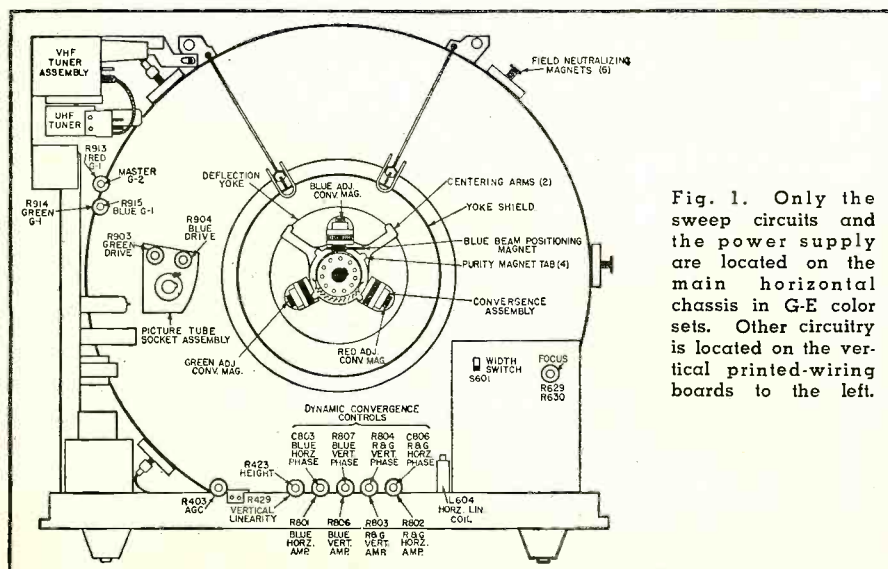 VHF
TUNER
ASSEMBLY
UHF
TUNER
R913
RED
G-1
MASTER
G-2
R914
GREEN
G-1
R915
BLUE G-1
R903
GREEN
DRIVE
R904
BLUE
DRIVE
PICTURE TUBE
SOCKET ASSEMBLY
FIELD NEUTRALIZING
MAGNETS (6)
DEFLECTION
YOKE
BLUE ADJ.
CONV. MAG.
CENTERING ARMS (2)
YOKE SHIELD
BLUE BEAM POSITIONING
MAGNET
PURITY MAGNET TAB (4)
CONVERGENCE
ASSEMBLY
GREEN ADJ.
CONV. MAG.
RED ADJ.
CONV. MAG.
WIDTH
SWITCH
S601
FOCUS
R629
R630
DYNAMIC CONVERGENCE
CONTROLS
C803
BLUE
HORZ.
PHASE
R807
BLUE
VERT.
PHASE
R804
R&G
VERT.
PHASE
C806
R&G
HORZ.
PHASE
R423
HEIGHT
R403
AGC
R429
VERTICAL
LINEARITY
R801
BLUE
HORZ.
AMP.
R806
BLUE
VERT.
AMP.
R803
R&G
VERT.
AMP.
R802
R&G
HORZ.
AMP.
L604
HORZ. LIN.
COIL
Fig. 1. Only the
sweep circuits and
the power supply
are located on the
main horizontal
chassis in G-E color
sets. Other circuitry
is located on the ver-
tical printed-wiring
boards to the left.